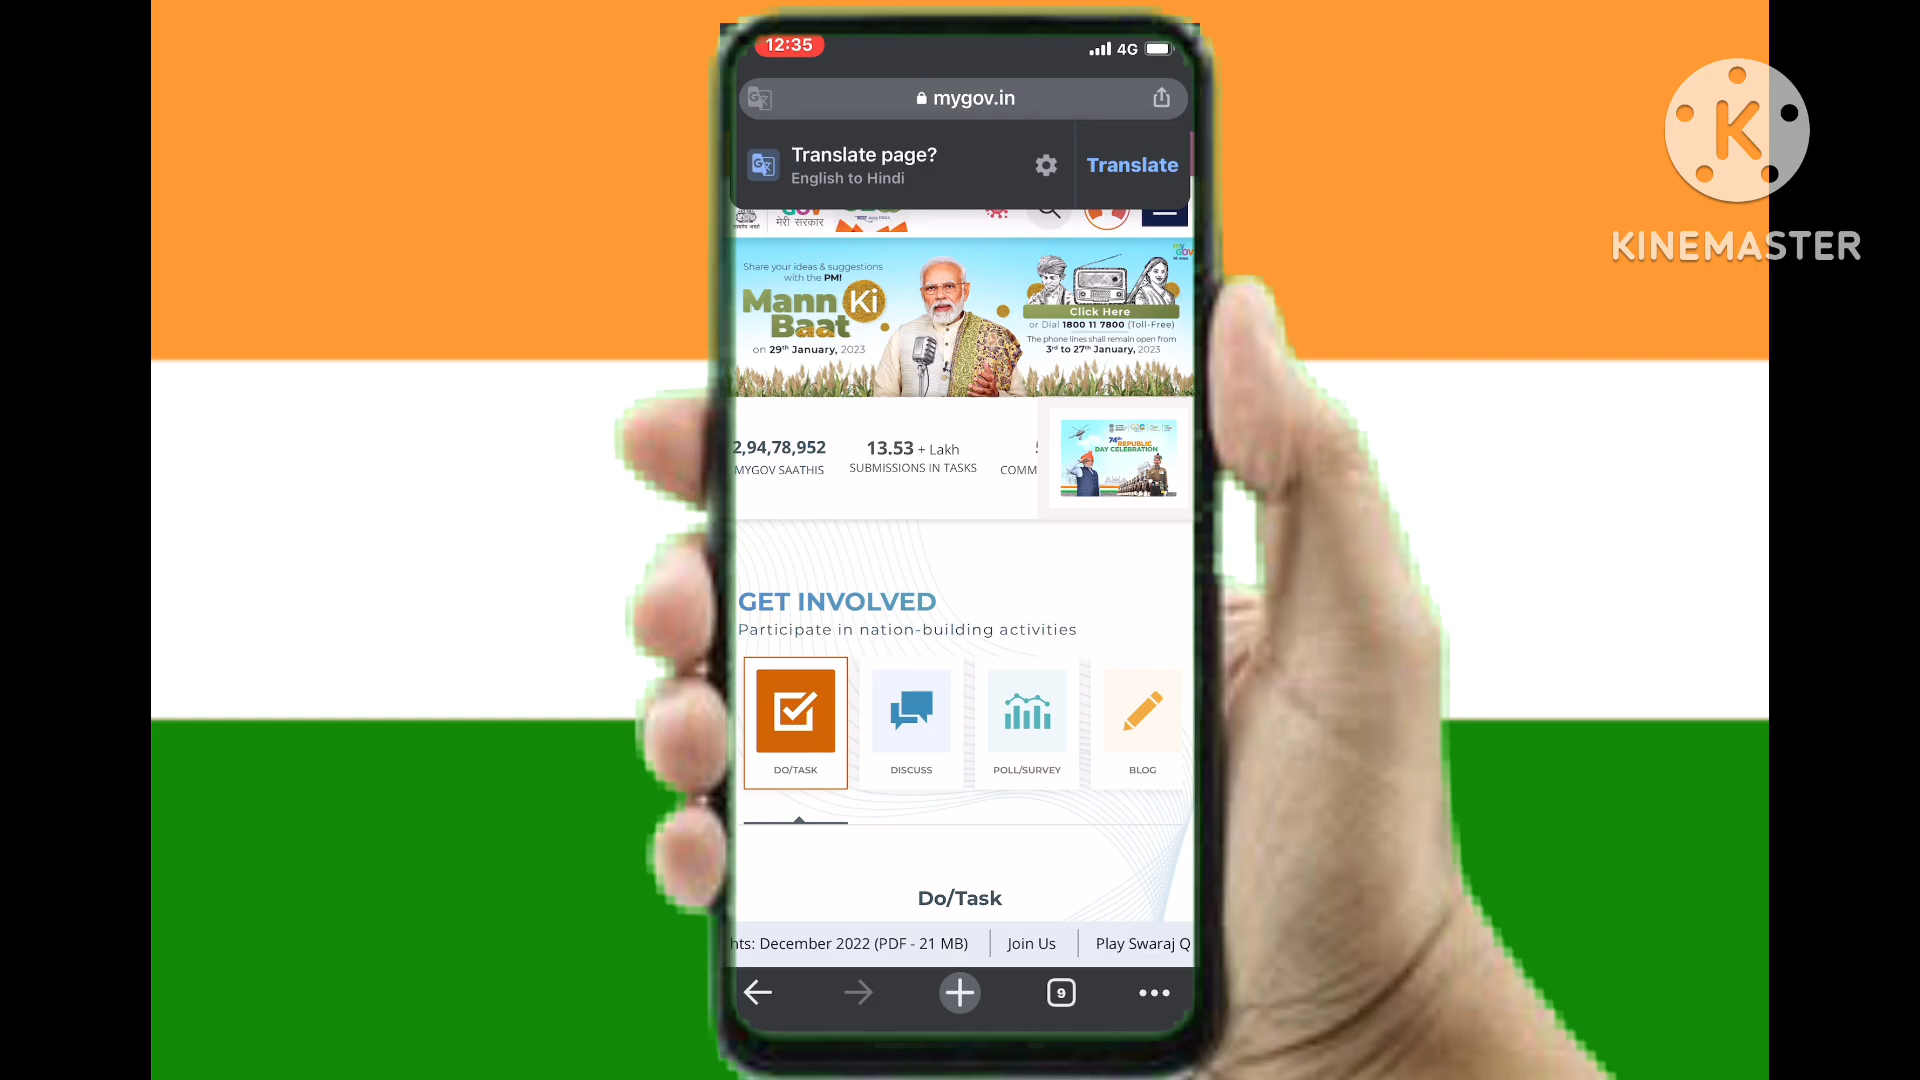 12:35
4G
mygov.in
Translate page?
English to Hindi
Translate
मेरी सरकार
Share your ideas & suggestions
with the PM!
Mann Ki
Baat
on 29th January, 2023
my
GOV
Click Here
or Dial 1800 11 7800 (Toll-Free)
The phone lines shall remain open from
3rd to 27th January, 2023
2,94,78,952
MYGOV SAATHIS
13.53 + Lakh
SUBMISSIONS IN TASKS
COMM
74th
REPUBLIC
DAY CELEBRATION
GET INVOLVED
Participate in nation-building activities
DO/TASK
DISCUSS
POLL/SURVEY
BLOG
Do/Task
hts: December 2022 (PDF - 21 MB)
Join Us
Play Swaraj Q
9
K
KINEMASTER